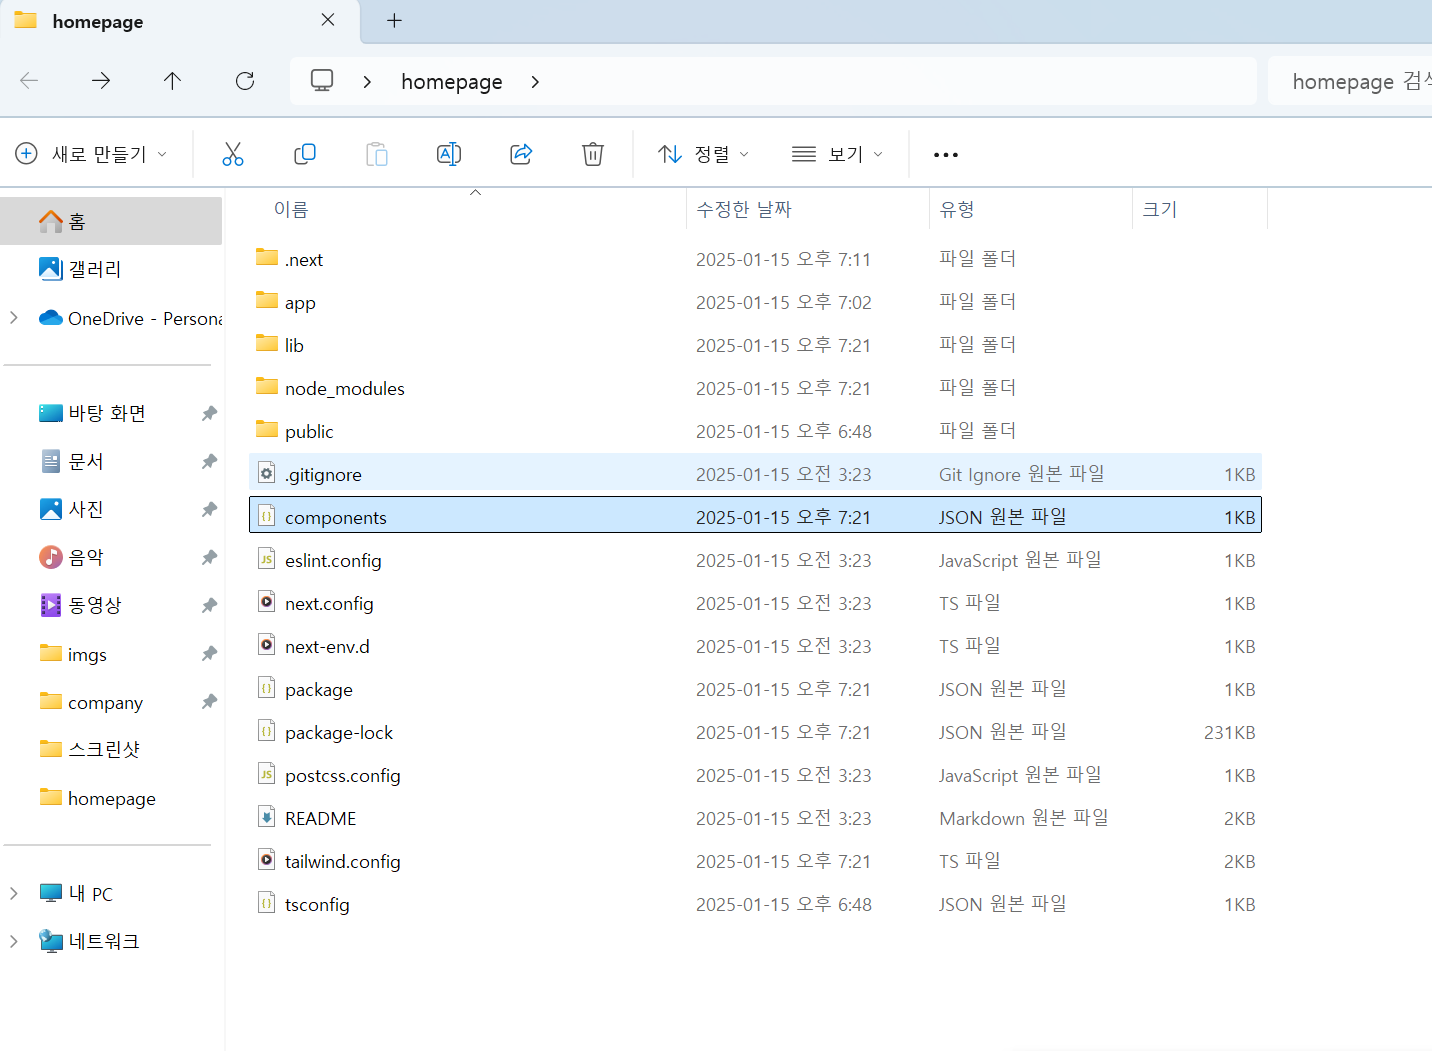 homepage
homepage
homepage 검색
새로 만들기
정렬
보기
홈
갤러리
OneDrive - Persona
바탕 화면
문서
사진
음악
동영상
imgs
company
스크린샷
homepage
내 PC
네트워크
이름 수정한 날짜 유형 크기
.next 2025-01-15 오후 7:11 파일 폴더
app 2025-01-15 오후 7:02 파일 폴더
lib 2025-01-15 오후 7:21 파일 폴더
node_modules 2025-01-15 오후 7:21 파일 폴더
public 2025-01-15 오후 6:48 파일 폴더
.gitignore 2025-01-15 오전 3:23 Git Ignore 원본 파일 1KB
components 2025-01-15 오후 7:21 JSON 원본 파일 1KB
eslint.config 2025-01-15 오전 3:23 JavaScript 원본 파일 1KB
next.config 2025-01-15 오전 3:23 TS 파일 1KB
next-env.d 2025-01-15 오전 3:23 TS 파일 1KB
package 2025-01-15 오후 7:21 JSON 원본 파일 1KB
package-lock 2025-01-15 오후 7:21 JSON 원본 파일 231KB
postcss.config 2025-01-15 오전 3:23 JavaScript 원본 파일 1KB
README 2025-01-15 오전 3:23 Markdown 원본 파일 2KB
tailwind.config 2025-01-15 오후 7:21 TS 파일 2KB
tsconfig 2025-01-15 오후 6:48 JSON 원본 파일 1KB